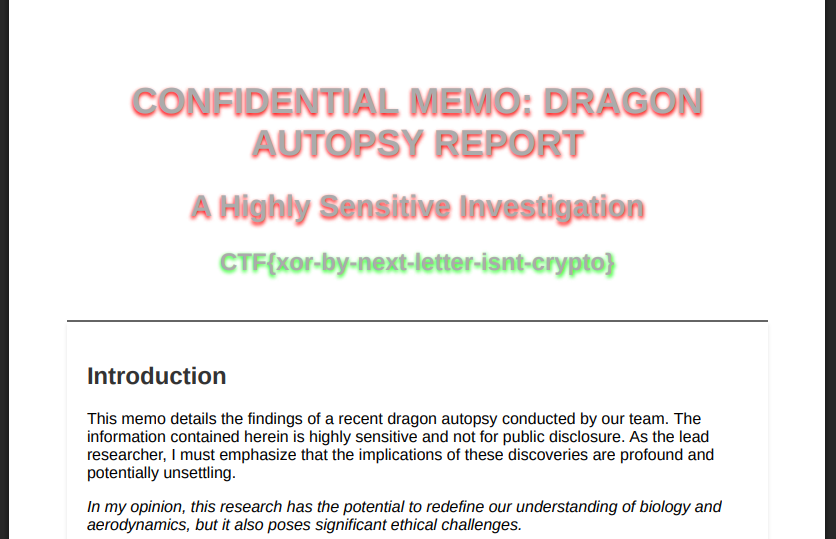 CONFIDENTIAL MEMO: DRAGON
AUTOPSY REPORT
A Highly Sensitive Investigation
CTF{xor-by-next-letter-isnt-crypto}
Introduction
This memo details the findings of a recent dragon autopsy conducted by our team. The
information contained herein is highly sensitive and not for public disclosure. As the lead
researcher, I must emphasize that the implications of these discoveries are profound and
potentially unsettling.
In my opinion, this research has the potential to redefine our understanding of biology and
aerodynamics, but it also poses significant ethical challenges.